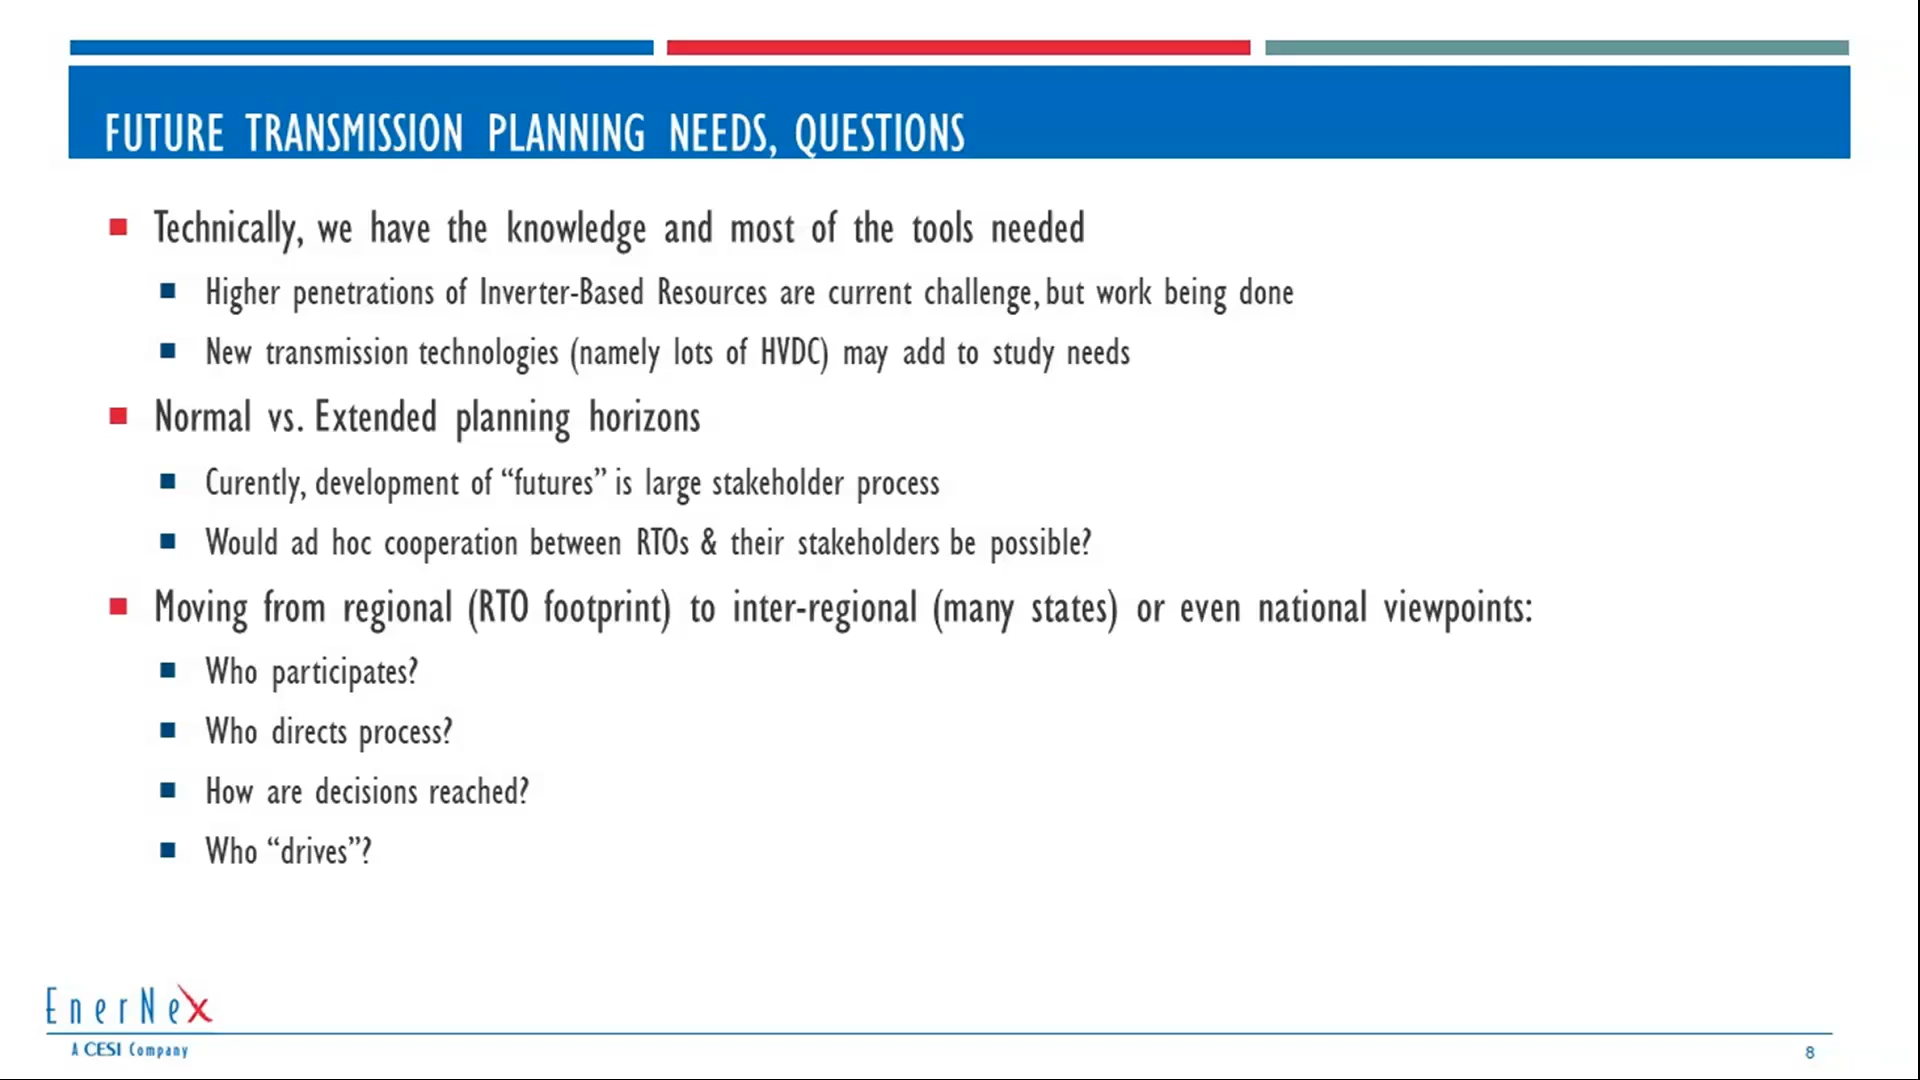 FUTURE TRANSMISSION PLANNING NEEDS, QUESTIONS
Technically, we have the knowledge and most of the tools needed
Higher penetrations of Inverter-Based Resources are current challenge, but work being done
New transmission technologies (namely lots of HVDC) may add to study needs
Normal vs. Extended planning horizons
Curently, development of “futures” is large stakeholder process
Would ad hoc cooperation between RTOs & their stakeholders be possible?
Moving from regional (RTO footprint) to inter-regional (many states) or even national viewpoints:
Who participates?
Who directs process?
How are decisions reached?
Who “drives”?
EnerNex
A CESI Company
8